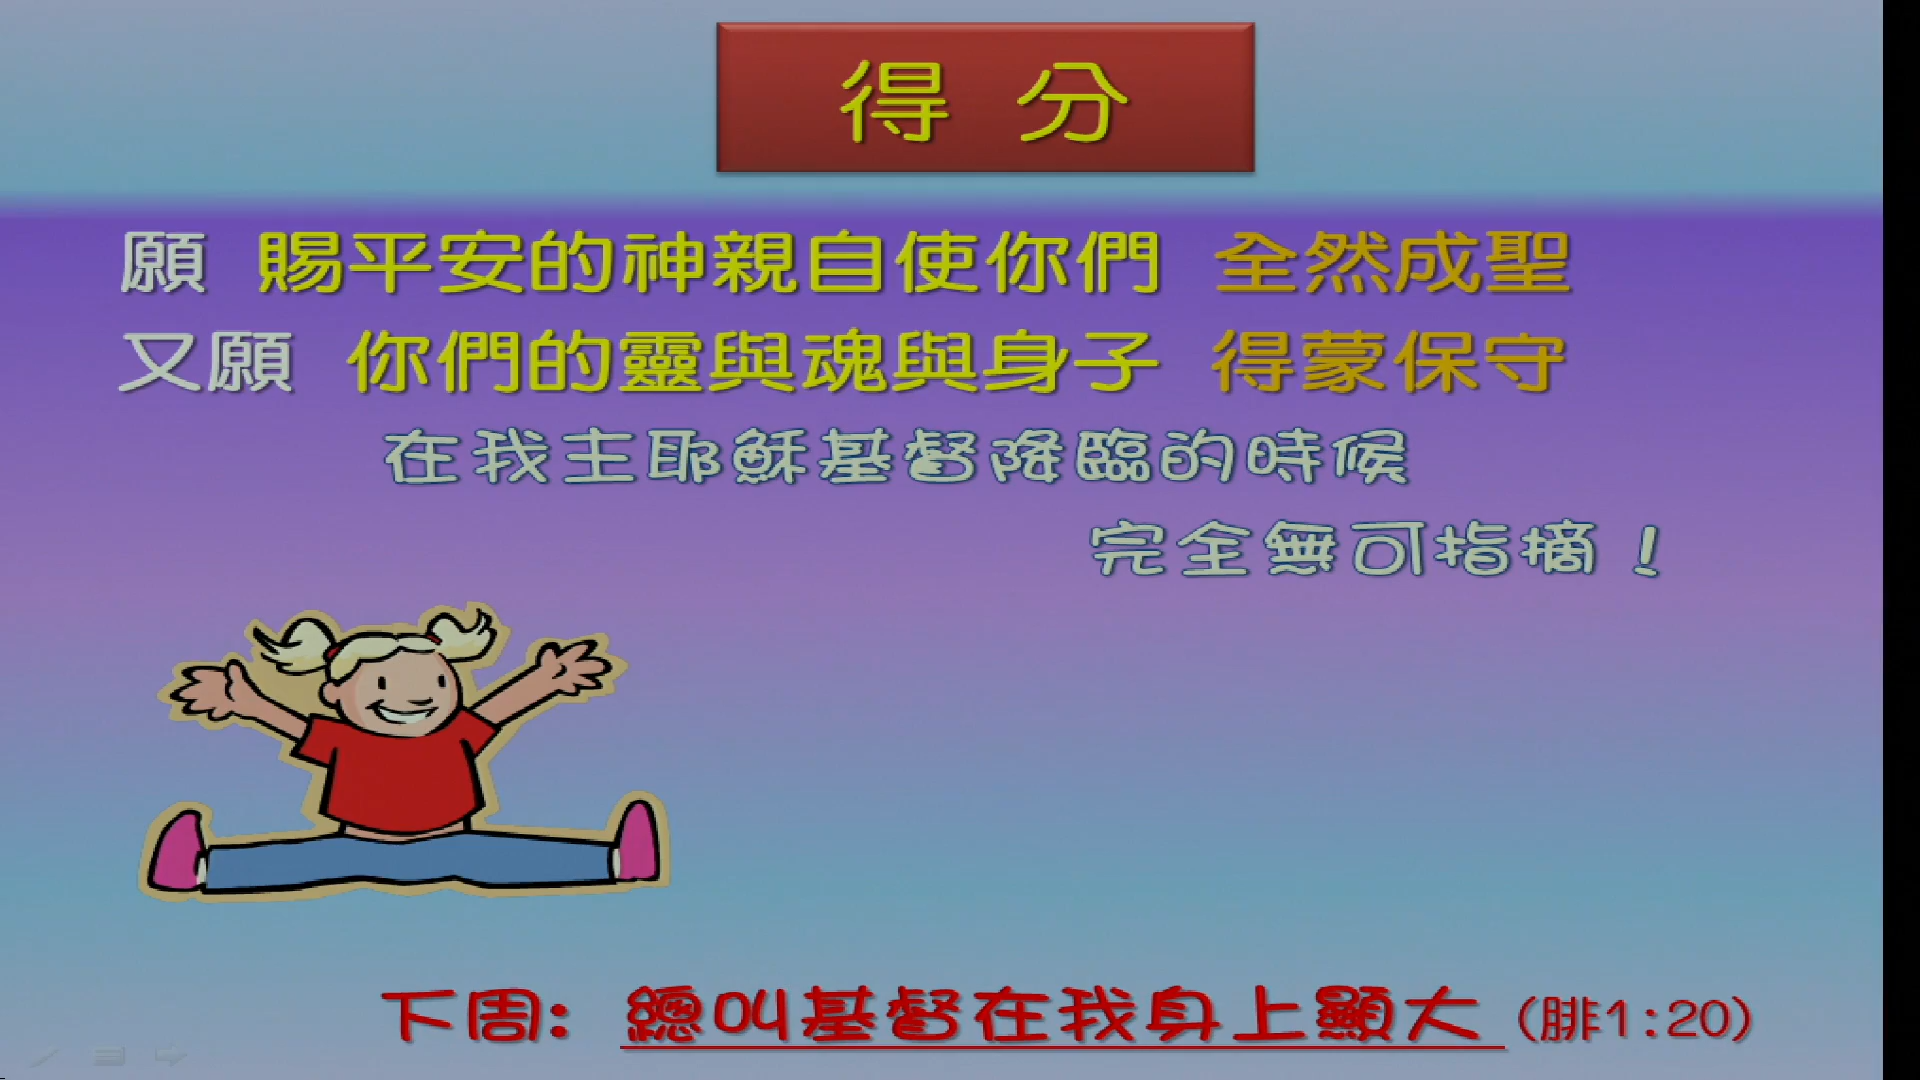 得 分
願 賜平安的神親自使你們 全然成聖
又願 你們的靈與魂與身子 得蒙保守
在我主耶穌基督降臨的時候
完全無可指摘！
下周: 總叫基督在我身上顯大 (腓1:20)